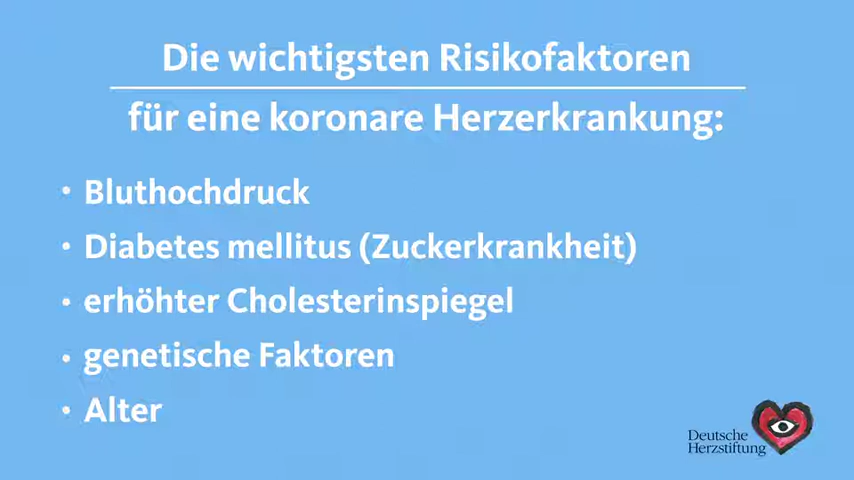 Die wichtigsten Risikofaktoren
für eine koronare Herzerkrankung:
• Bluthochdruck
• Diabetes mellitus (Zuckerkrankheit)
• erhöhter Cholesterinspiegel
• genetische Faktoren
• Alter
Deutsche
Herzstiftung